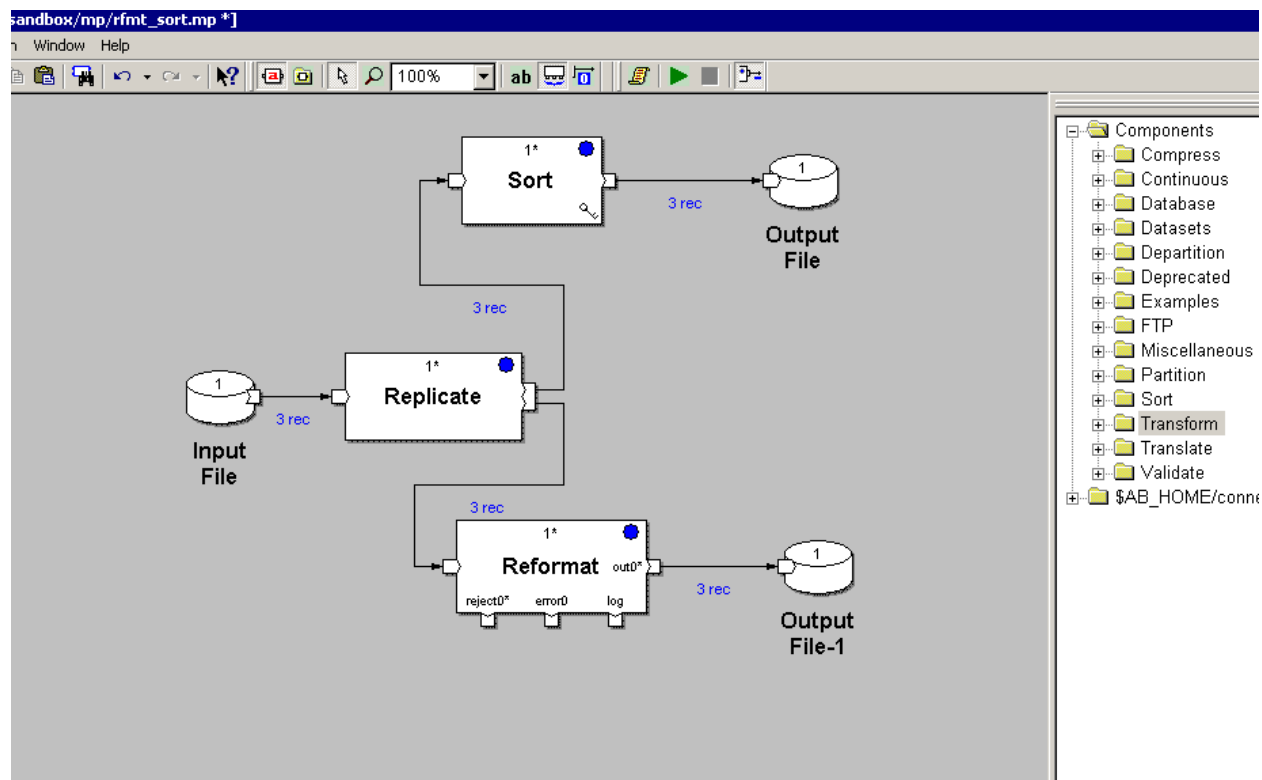 sandbox/mp/rfmt_sort.mp *]
Window Help
100%
ab
1*
Sort
3 rec
1
Output
File
3 rec
1*
Replicate
1
3 rec
Input
File
3 rec
1*
Reformat out0*
reject0* error0 log
3 rec
1
Output
File-1
Components
Compress
Continuous
Database
Datasets
Departition
Deprecated
Examples
FTP
Miscellaneous
Partition
Sort
Transform
Translate
Validate
$AB_HOME/conne